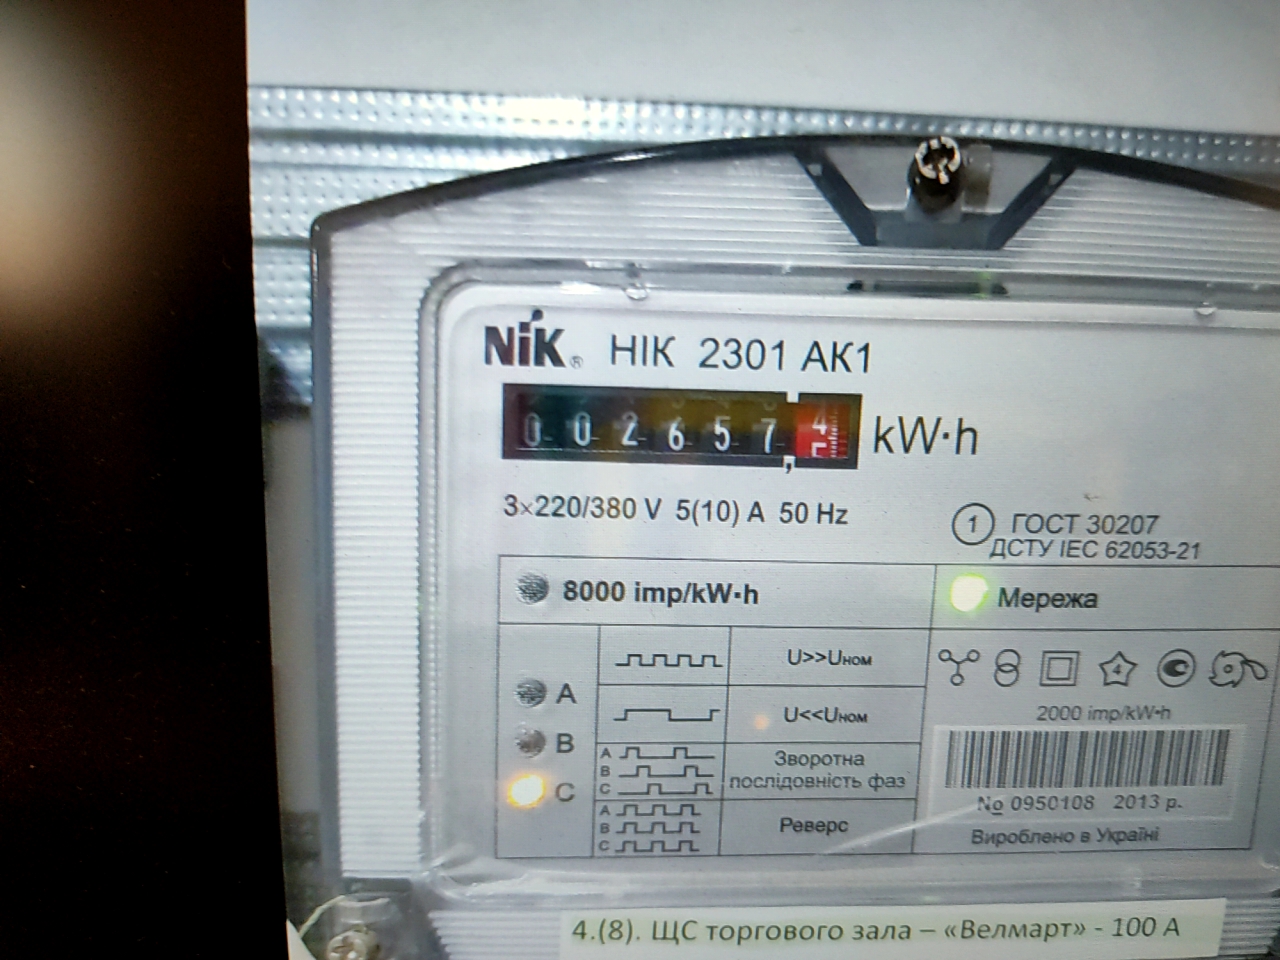 NiK® НІК 2301 АК1
0 0 2 6 5 7, 4 kW·h
3×220/380 V 5(10) A 50 Hz
1 ГОСТ 30207
ДСТУ IEC 62053-21
8000 imp/kW·h
Мережа
U>>Uном
A
U<<Uном
B
C
A
B
C
Зворотна
послідовність фаз
A
B
C
Реверс
4
2000 imp/kW·h
№ 0950108 2013 р.
Вироблено в Україні
4.(8). ЩС торгового зала – «Велмарт» - 100 А